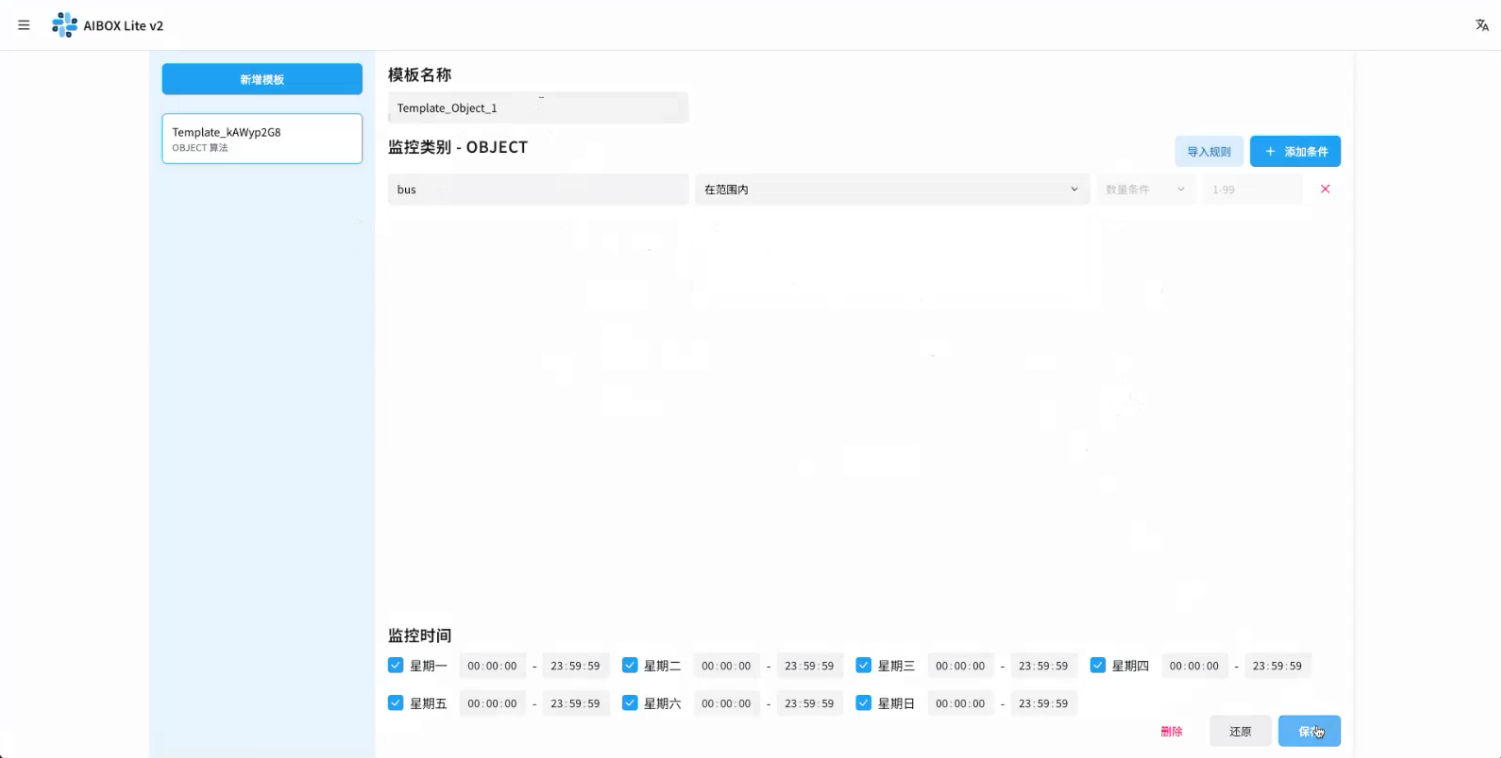 AIBOX Lite v2
新增模板
Template_kAWyp2G8
OBJECT 算法
模板名称
Template_Object_1
监控类别 - OBJECT
导入规则
+ 添加条件
bus
在范围内
数量条件
1-99
监控时间
星期一 00:00:00 - 23:59:59 星期二 00:00:00 - 23:59:59 星期三 00:00:00 - 23:59:59 星期四 00:00:00 - 23:59:59
星期五 00:00:00 - 23:59:59 星期六 00:00:00 - 23:59:59 星期日 00:00:00 - 23:59:59
删除
还原
保存